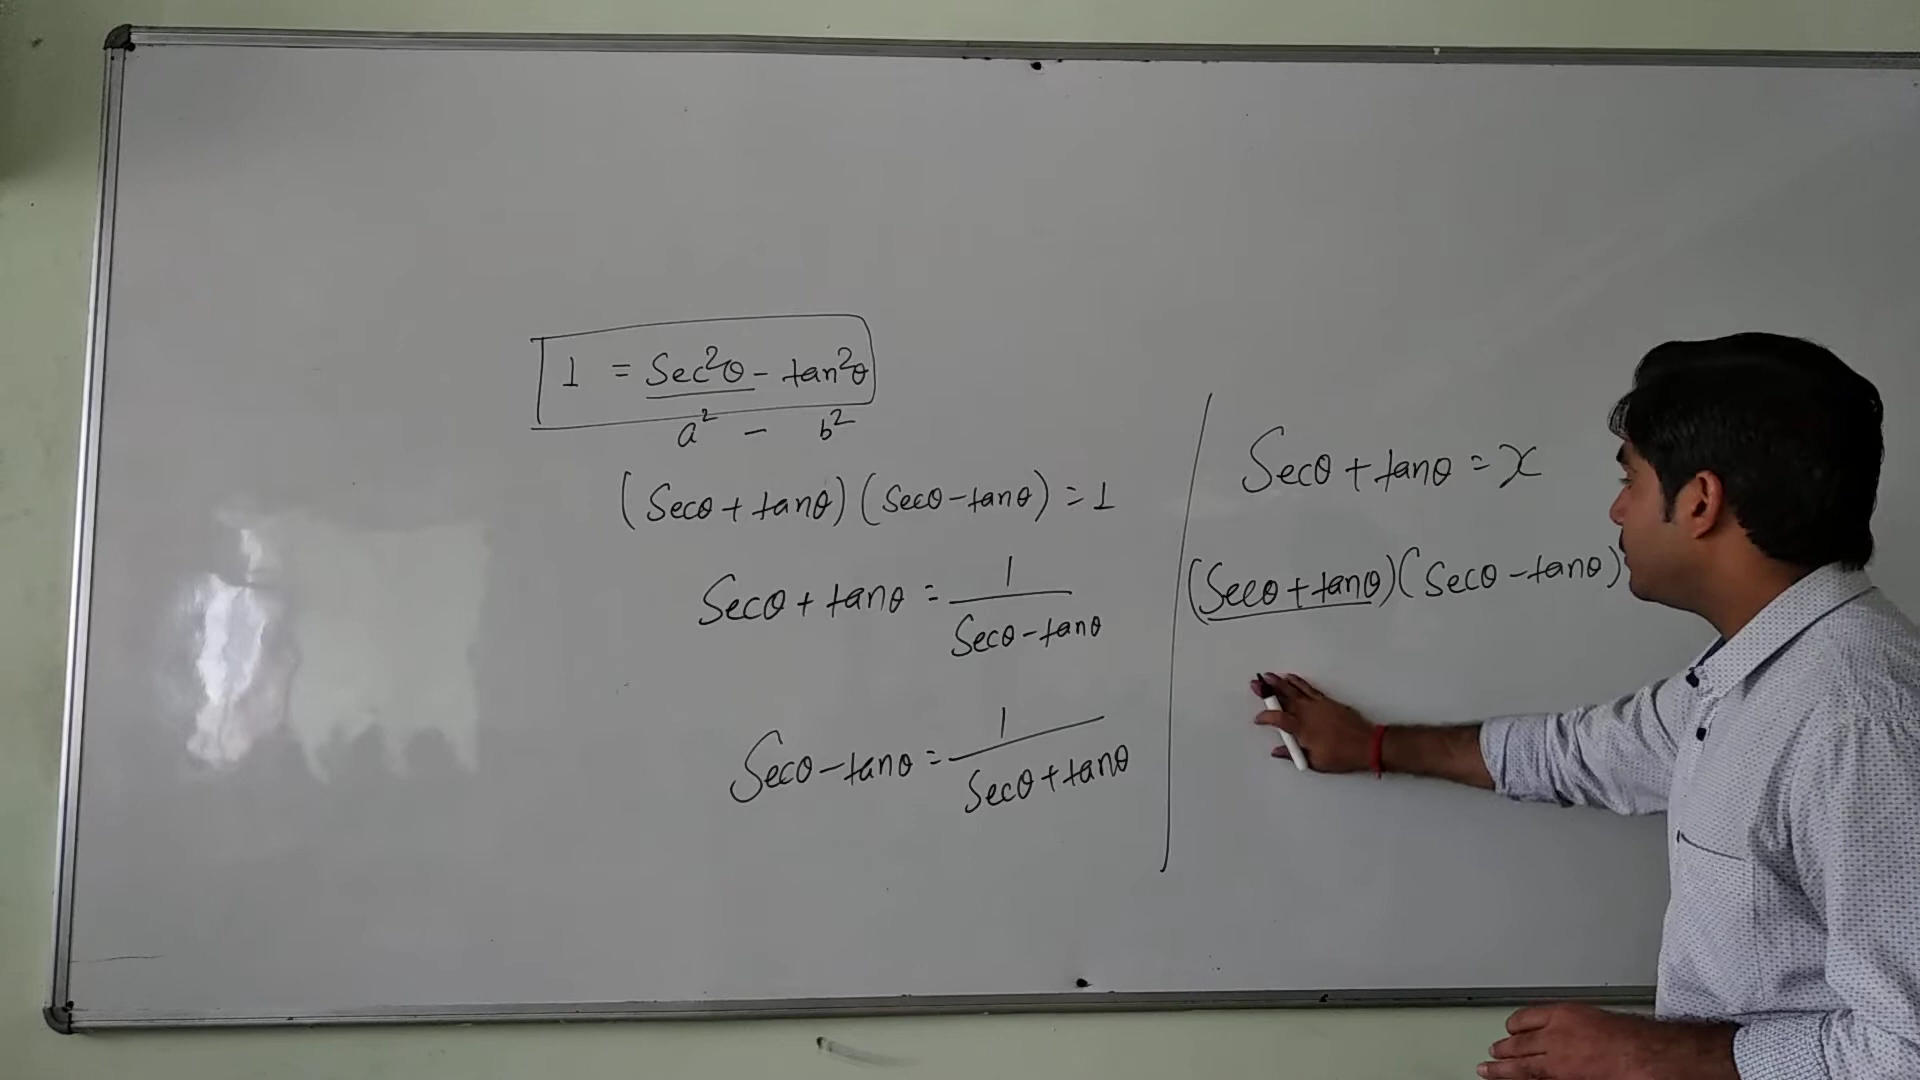 1 = Sec²θ - tan²θ
a² - b²
(Secθ + tanθ) (Secθ - tanθ) = 1
Secθ + tanθ = 1 / Secθ - tanθ
Secθ - tanθ = 1 / Secθ + tanθ
Secθ + tanθ = x
(Secθ + tanθ) (Secθ - tanθ)